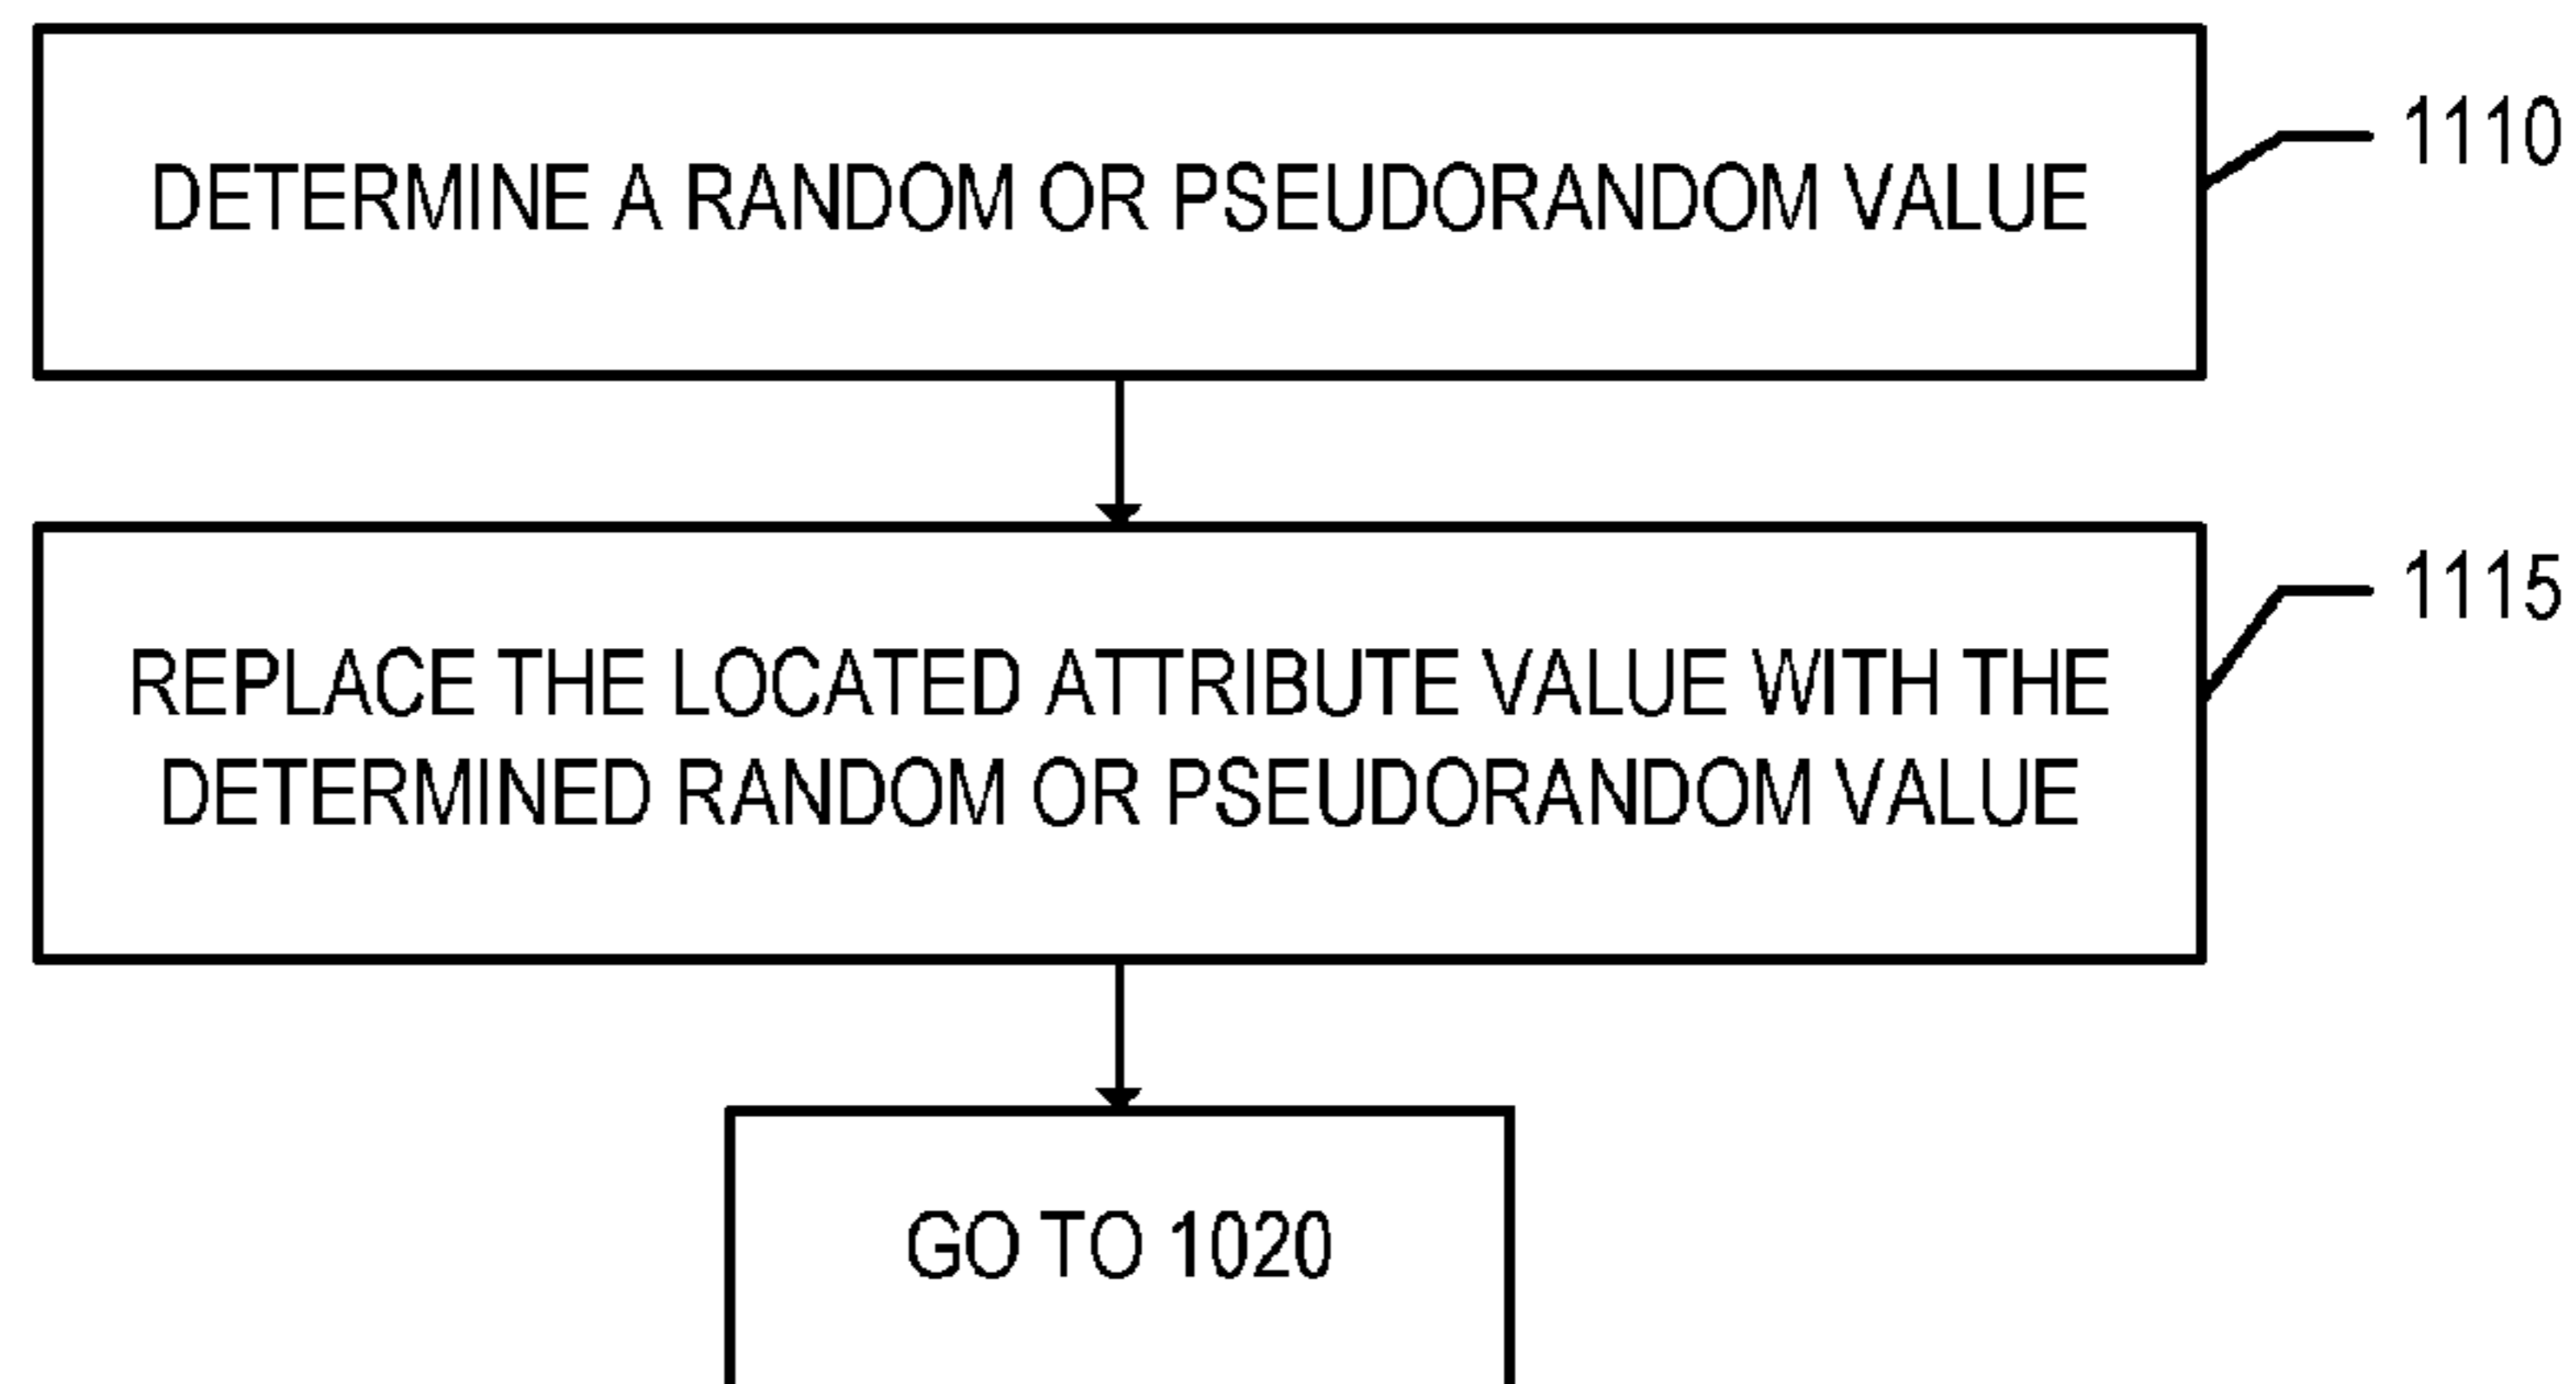 DETERMINE A RANDOM OR PSEUDORANDOM VALUE
1110
REPLACE THE LOCATED ATTRIBUTE VALUE WITH THE
DETERMINED RANDOM OR PSEUDORANDOM VALUE
1115
GO TO 1020